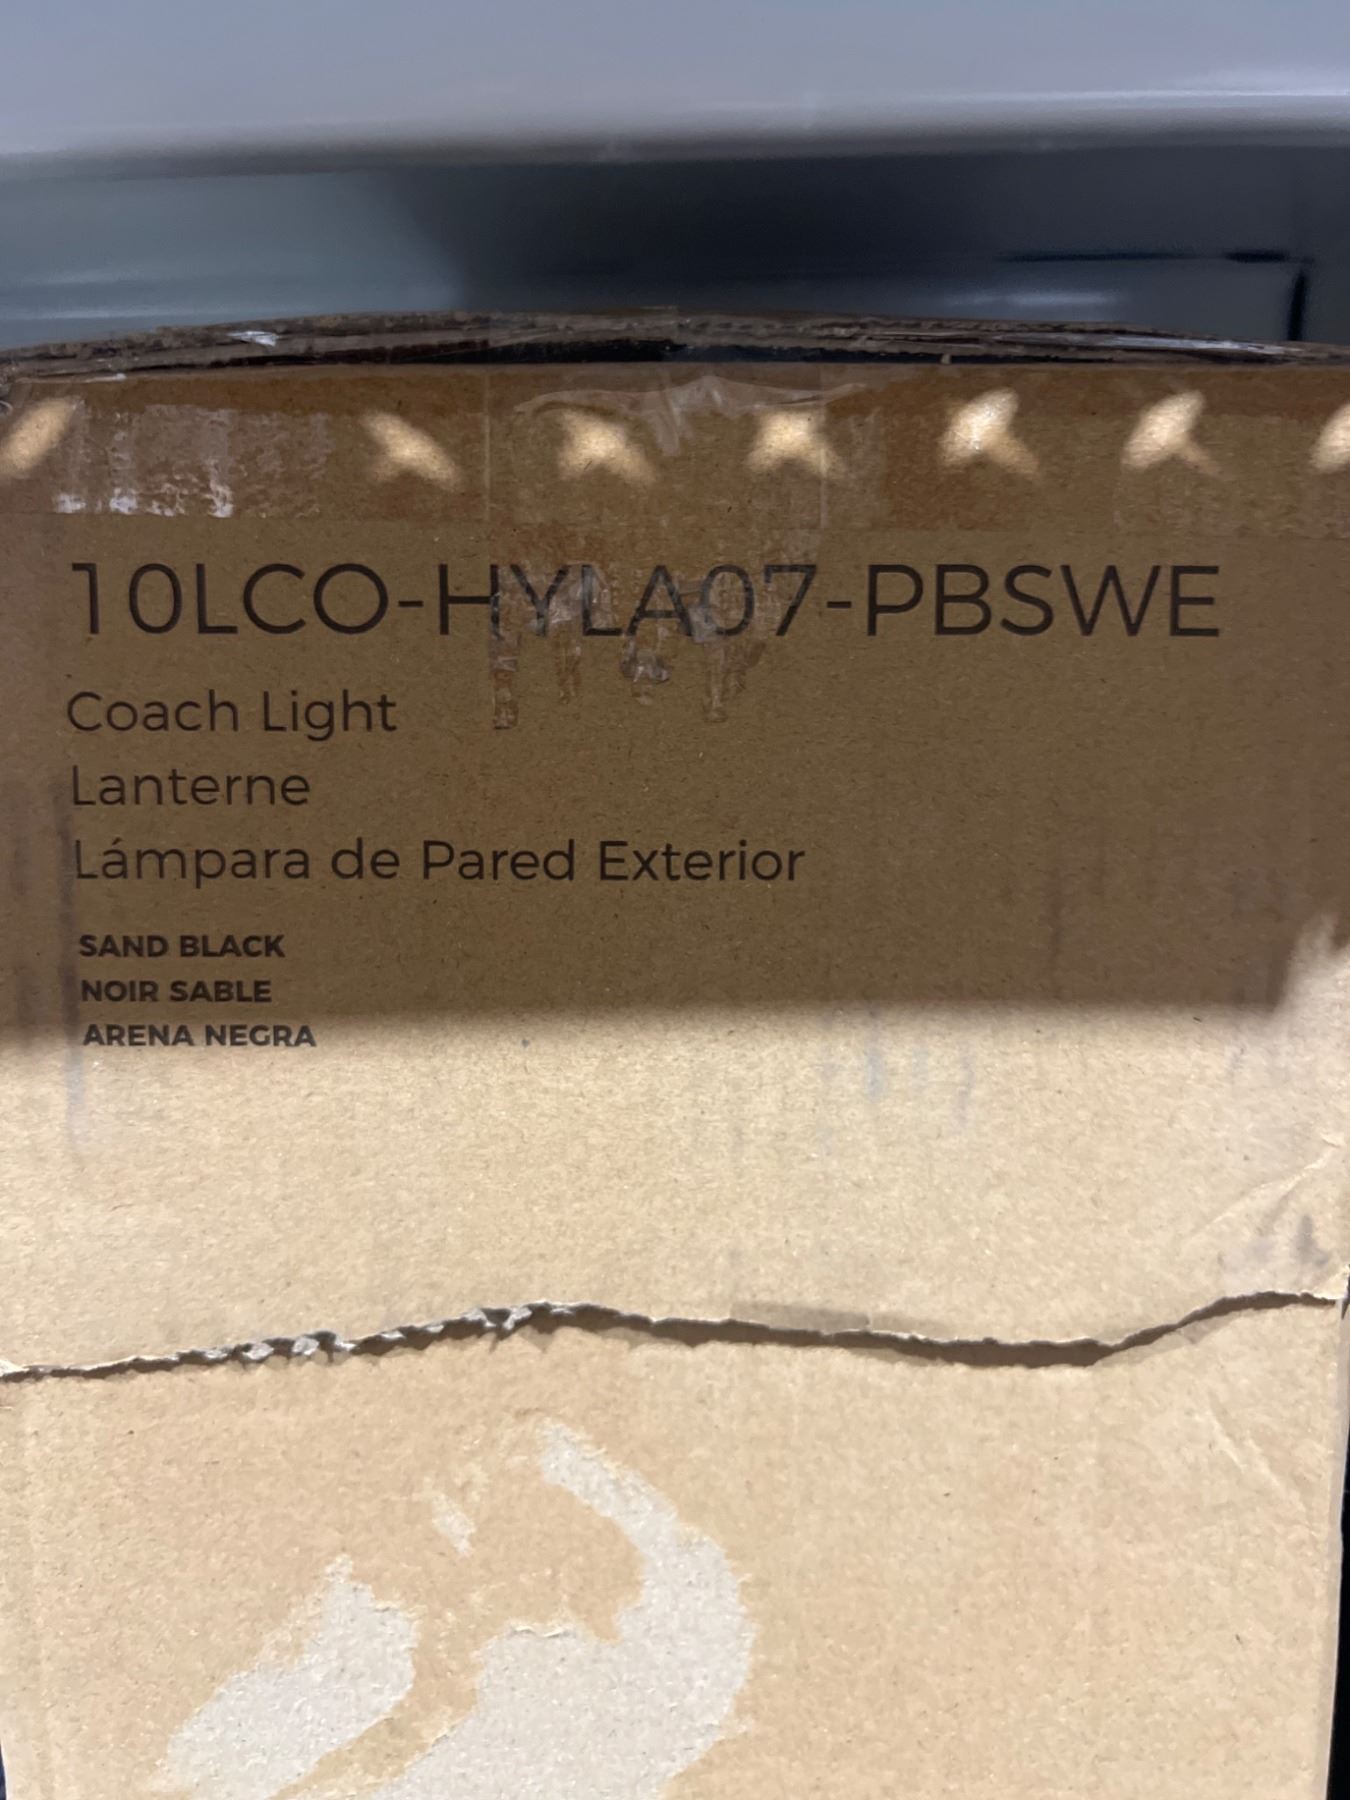 10LCO-HYLA07-PBSWE
Coach Light
Lanterne
Lámpara de Pared Exterior
SAND BLACK
NOIR SABLE
ARENA NEGRA